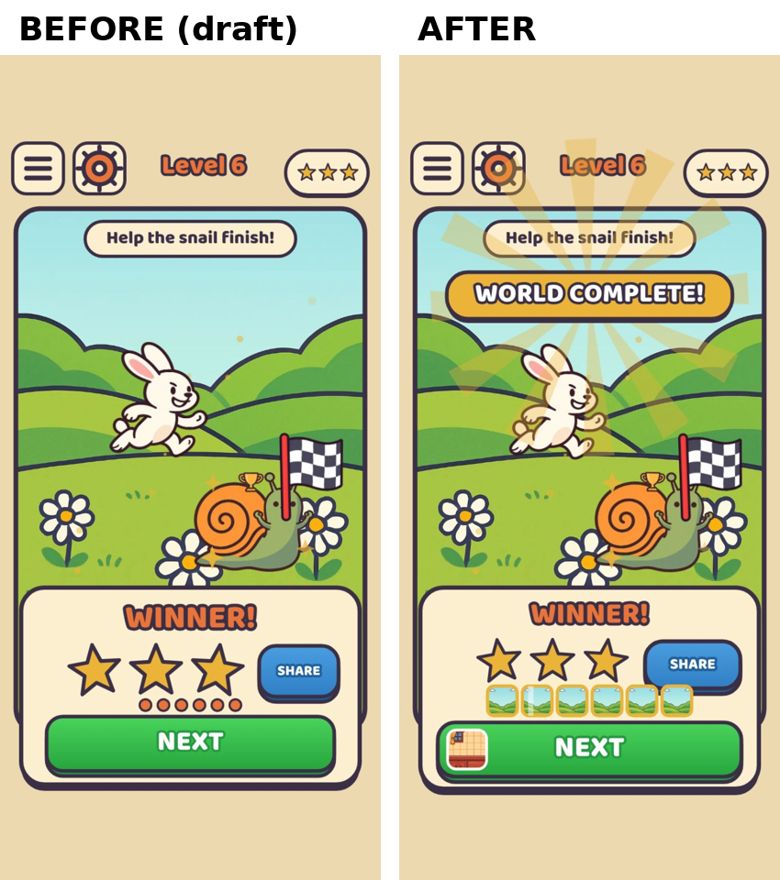 BEFORE (draft)
Level 6
Help the snail finish!
WINNER!
SHARE
NEXT
AFTER
Level 6
Help the snail finish!
WORLD COMPLETE!
WINNER!
SHARE
NEXT